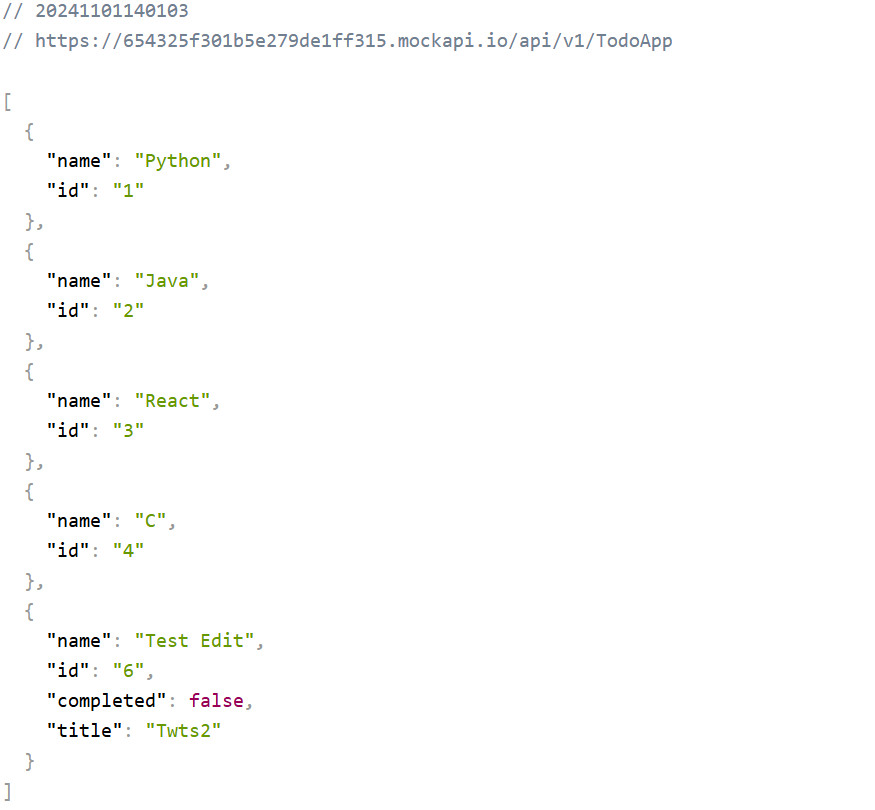 // 20241101140103
// https://654325f301b5e279de1ff315.mockapi.io/api/v1/TodoApp
[
{
"name": "Python",
"id": "1"
},
{
"name": "Java",
"id": "2"
},
{
"name": "React",
"id": "3"
},
{
"name": "C",
"id": "4"
},
{
"name": "Test Edit",
"id": "6",
"completed": false,
"title": "Twts2"
}
]